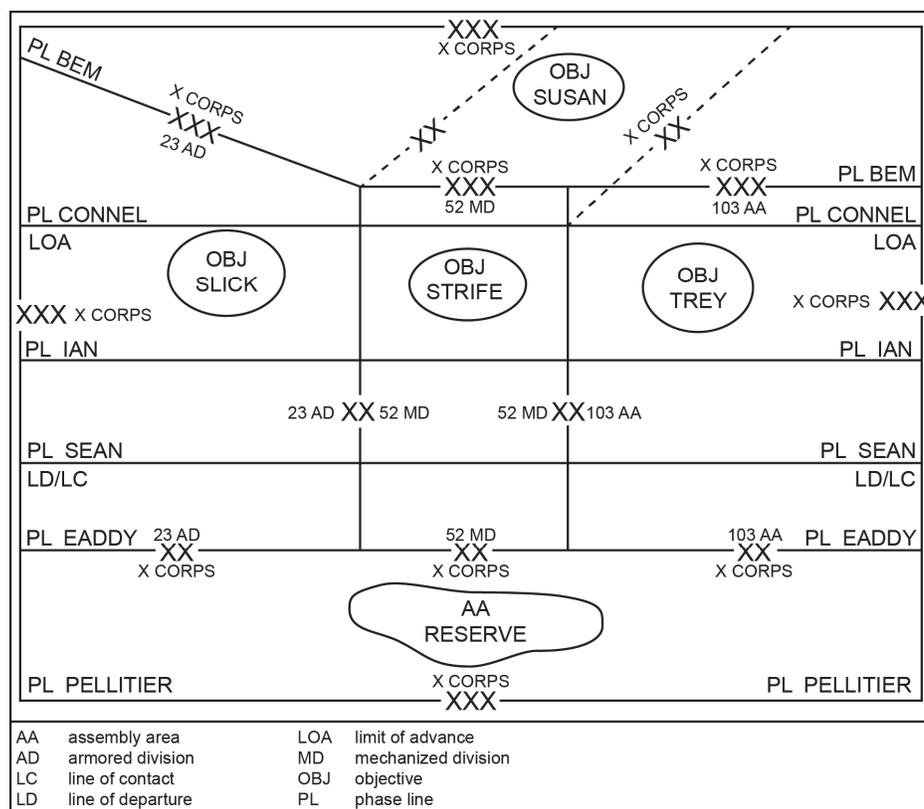 XXX
X CORPS
PL BEM
X CORPS
XXX
23 AD
OBJ
SUSAN
XX
X CORPS
XX
X CORPS
XXX
52 MD
X CORPS
XXX
103 AA
PL BEM
PL CONNEL
PL CONNEL
LOA
LOA
OBJ
SLICK
OBJ
STRIFE
OBJ
TREY
XXX X CORPS
X CORPS XXX
PL IAN
PL IAN
23 AD XX 52 MD
52 MD XX 103 AA
PL SEAN
PL SEAN
LD/LC
LD/LC
PL EADDY
23 AD
XX
X CORPS
52 MD
XX
X CORPS
103 AA
XX
X CORPS
PL EADDY
AA
RESERVE
PL PELLITIER
X CORPS
XXX
PL PELLITIER
AA assembly area
AD armored division
LC line of contact
LD line of departure
LOA limit of advance
MD mechanized division
OBJ objective
PL phase line